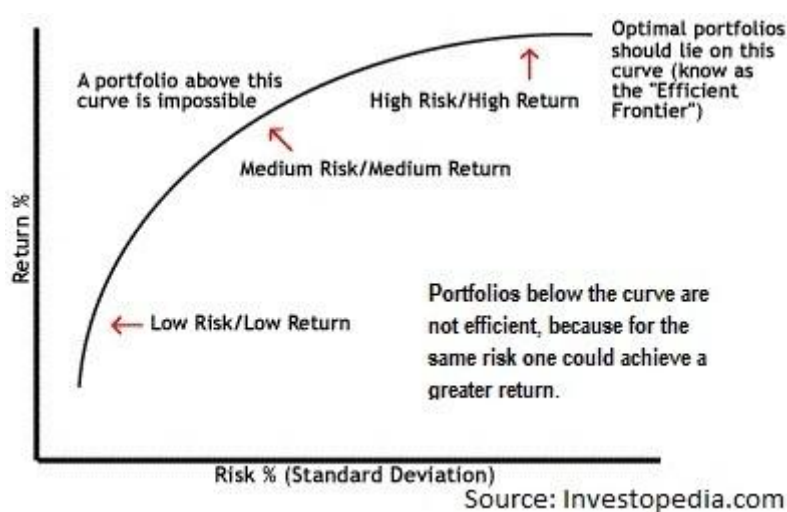 Optimal portfolios
should lie on this
curve (know as
the "Efficient
Frontier")
A portfolio above this
curve is impossible
High Risk/High Return
Medium Risk/Medium Return
Return %
Low Risk/Low Return
Portfolios below the curve are
not efficient, because for the
same risk one could achieve a
greater return.
Risk % (Standard Deviation)
Source: Investopedia.com